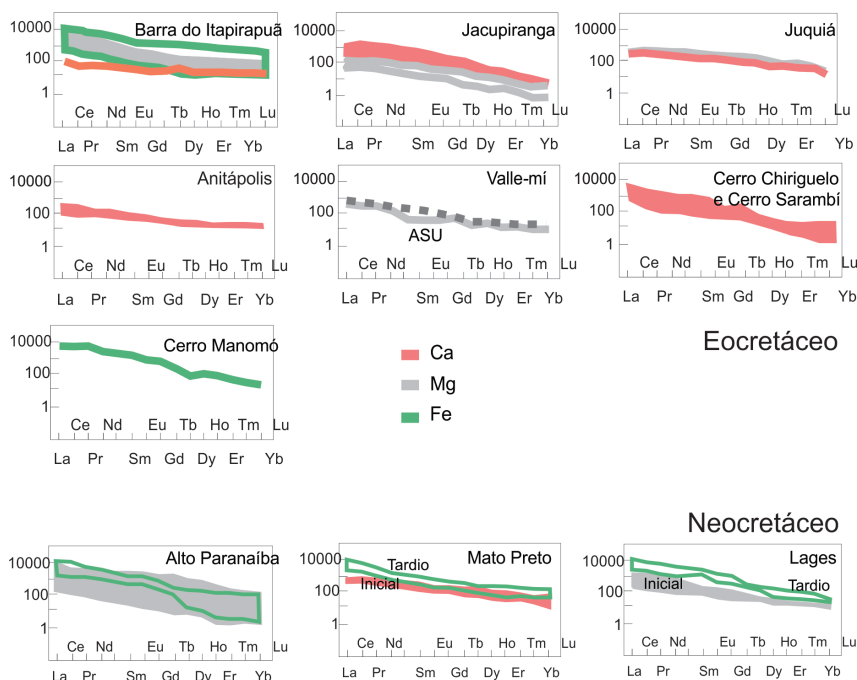 Barra do Itapirapuã
10000
100
1
Ce Nd Eu Tb Ho Tm Lu
La Pr Sm Gd Dy Er Yb
Jacupiranga
10000
100
1
Ce Nd Eu Tb Ho Tm Lu
La Pr Sm Gd Dy Er Yb
Juquiá
10000
100
1
Ce Nd Eu Tb Ho Tm Lu
La Pr Sm Gd Dy Er Yb
Anitápolis
10000
100
1
Ce Nd Eu Tb Ho Tm Lu
La Pr Sm Gd Dy Er Yb
Valle-mí
10000
100
ASU
1
Ce Nd Eu Tb Ho Tm Lu
La Pr Sm Gd Dy Er Yb
Cerro Chiriguelo
e Cerro Sarambí
10000
100
1
Ce Nd Eu Tb Ho Tm Lu
La Pr Sm Gd Dy Er Yb
Cerro Manomó
10000
100
1
Ce Nd Eu Tb Ho Tm Lu
La Pr Sm Gd Dy Er Yb
Ca
Mg
Fe
Eocretáceo
Neocretáceo
Alto Paranaíba
10000
100
1
Ce Nd Eu Tb Ho Tm Lu
La Pr Sm Gd Dy Er Yb
Mato Preto
10000
Tardio
100
Inicial
1
Ce Nd Eu Tb Ho Tm Lu
La Pr Sm Gd Dy Er Yb
Lages
10000
100
Inicial Tardio
1
Ce Nd Eu Tb Ho Tm Lu
La Pr Sm Gd Dy Er Yb